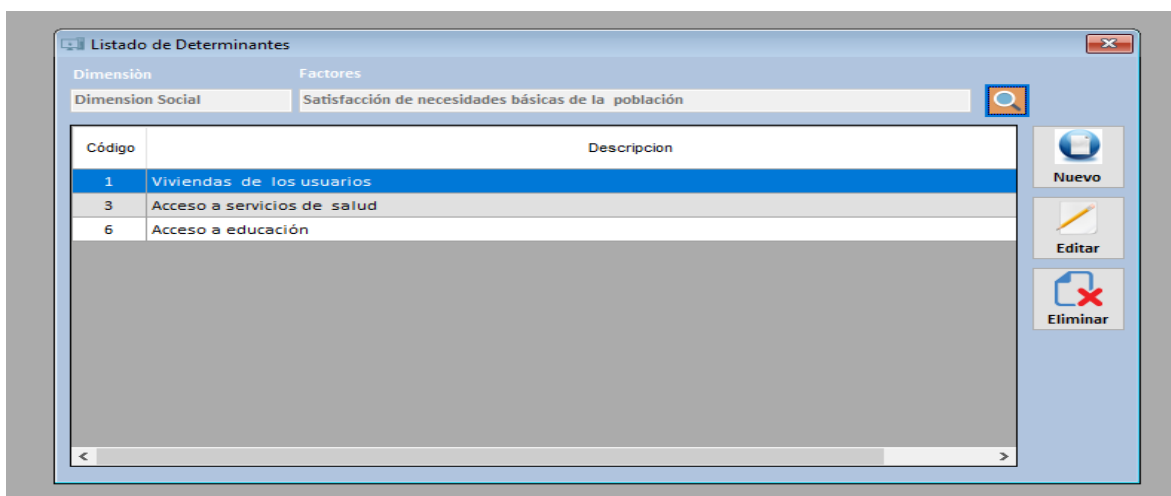 Listado de Determinantes
Dimensiòn Factores
Dimension Social Satisfacción de necesidades básicas de la población
Código Descripcion
1 Viviendas de los usuarios
3 Acceso a servicios de salud
6 Acceso a educación
Nuevo
Editar
Eliminar